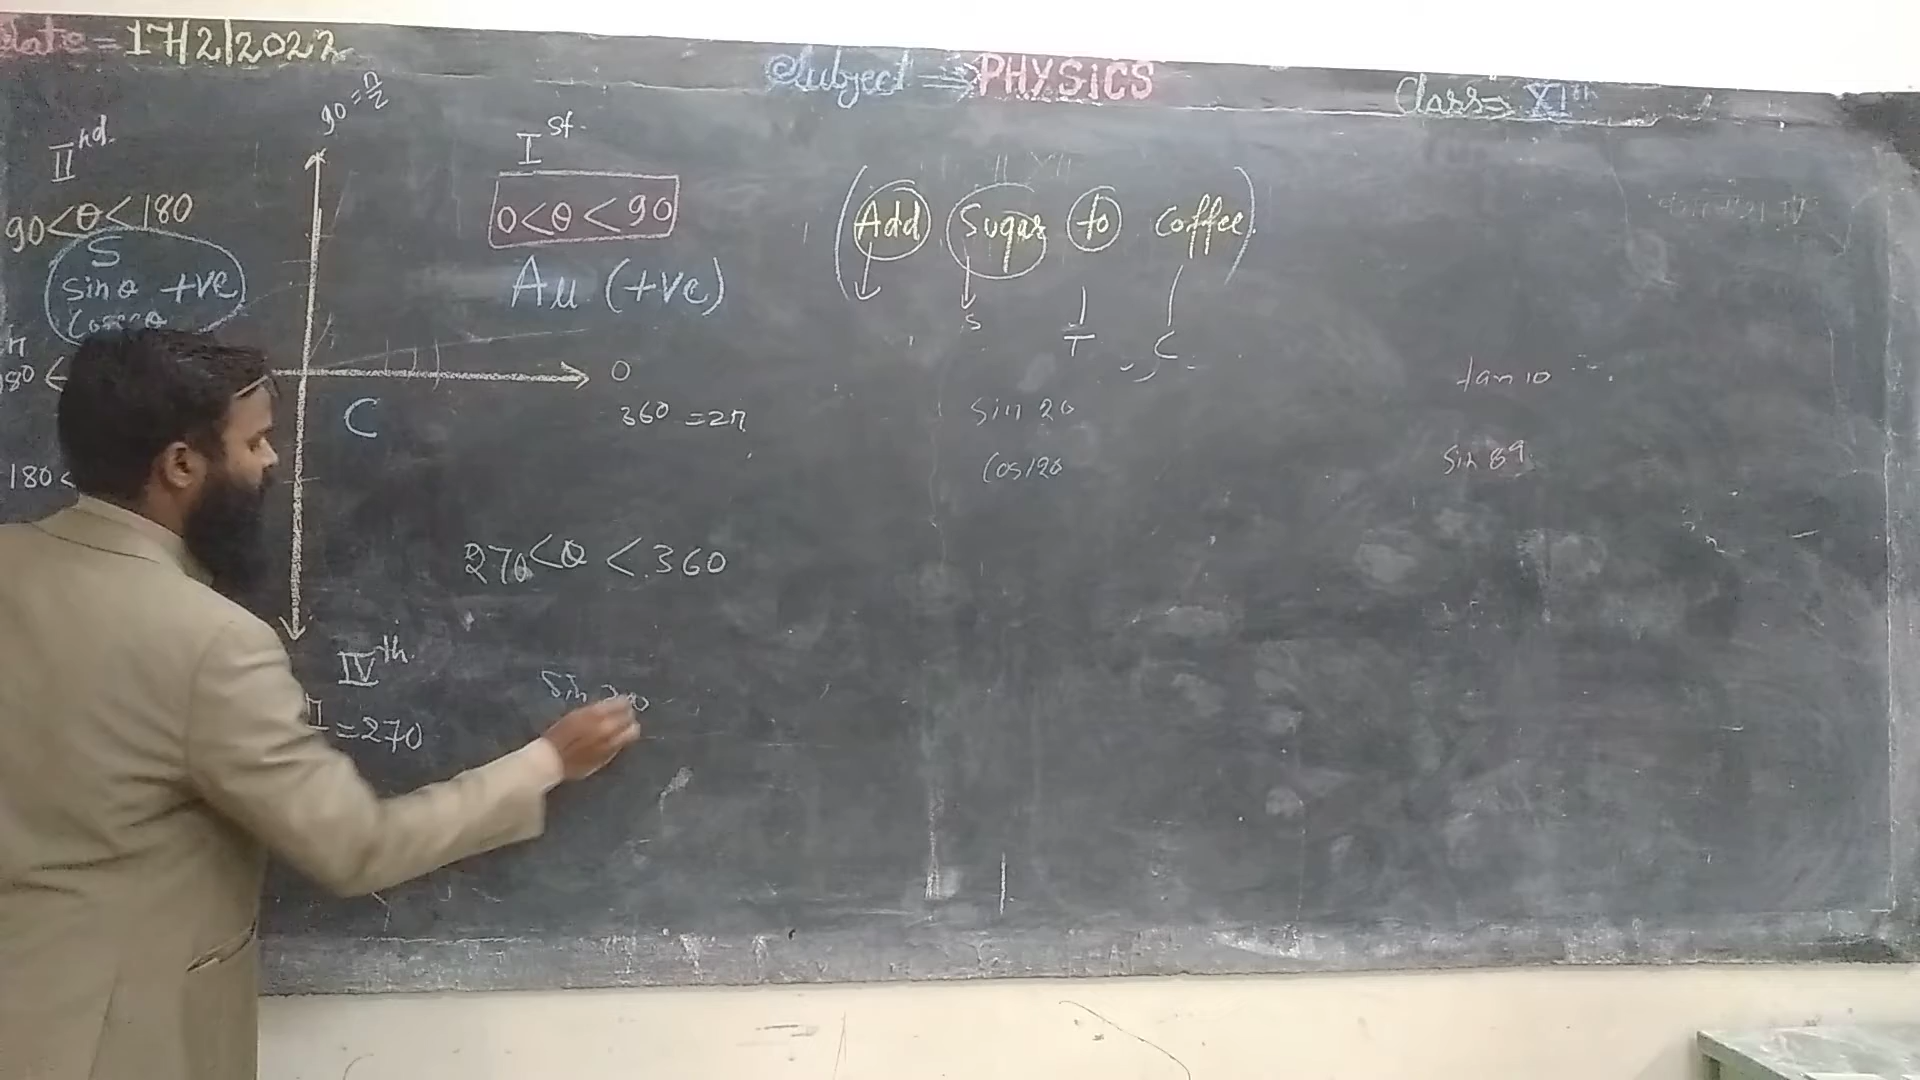 Date = 17/2/2022
Subject ⇒ PHYSICS
Class ⇒ XIth
90 = π/2
IInd.
Ist.
90<θ<180
0<θ<90
(Add Sugar to Coffee).
S
sinθ +ve
All (+ve)
S
T
C
π
0
C
360 = 2π
sin 20
cos 120
tan 10
sin 89
180<
270<θ<360
IVth.
=270
Sin